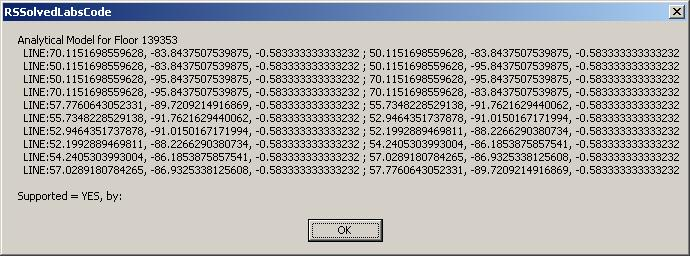 RSSolvedLabsCode
Analytical Model for Floor 139353
LINE:70.1151698559628, -83.8437507539875, -0.583333333333232 ; 50.1151698559628, -83.8437507539875, -0.583333333333232
LINE:50.1151698559628, -83.8437507539875, -0.583333333333232 ; 50.1151698559628, -95.8437507539875, -0.583333333333232
LINE:50.1151698559628, -95.8437507539875, -0.583333333333232 ; 70.1151698559628, -95.8437507539875, -0.583333333333232
LINE:70.1151698559628, -95.8437507539875, -0.583333333333232 ; 70.1151698559628, -83.8437507539875, -0.583333333333232
LINE:57.7760643052331, -89.7209214916869, -0.583333333333232 ; 55.7348228529138, -91.7621629440062, -0.583333333333232
LINE:55.7348228529138, -91.7621629440062, -0.583333333333232 ; 52.9464351737878, -91.0150167171994, -0.583333333333232
LINE:52.9464351737878, -91.0150167171994, -0.583333333333232 ; 52.1992889469811, -88.2266290380734, -0.583333333333232
LINE:52.1992889469811, -88.2266290380734, -0.583333333333232 ; 54.2405303993004, -86.1853875857541, -0.583333333333232
LINE:54.2405303993004, -86.1853875857541, -0.583333333333232 ; 57.0289180784265, -86.9325338125608, -0.583333333333232
LINE:57.0289180784265, -86.9325338125608, -0.583333333333232 ; 57.7760643052331, -89.7209214916869, -0.583333333333232
Supported = YES, by:
OK